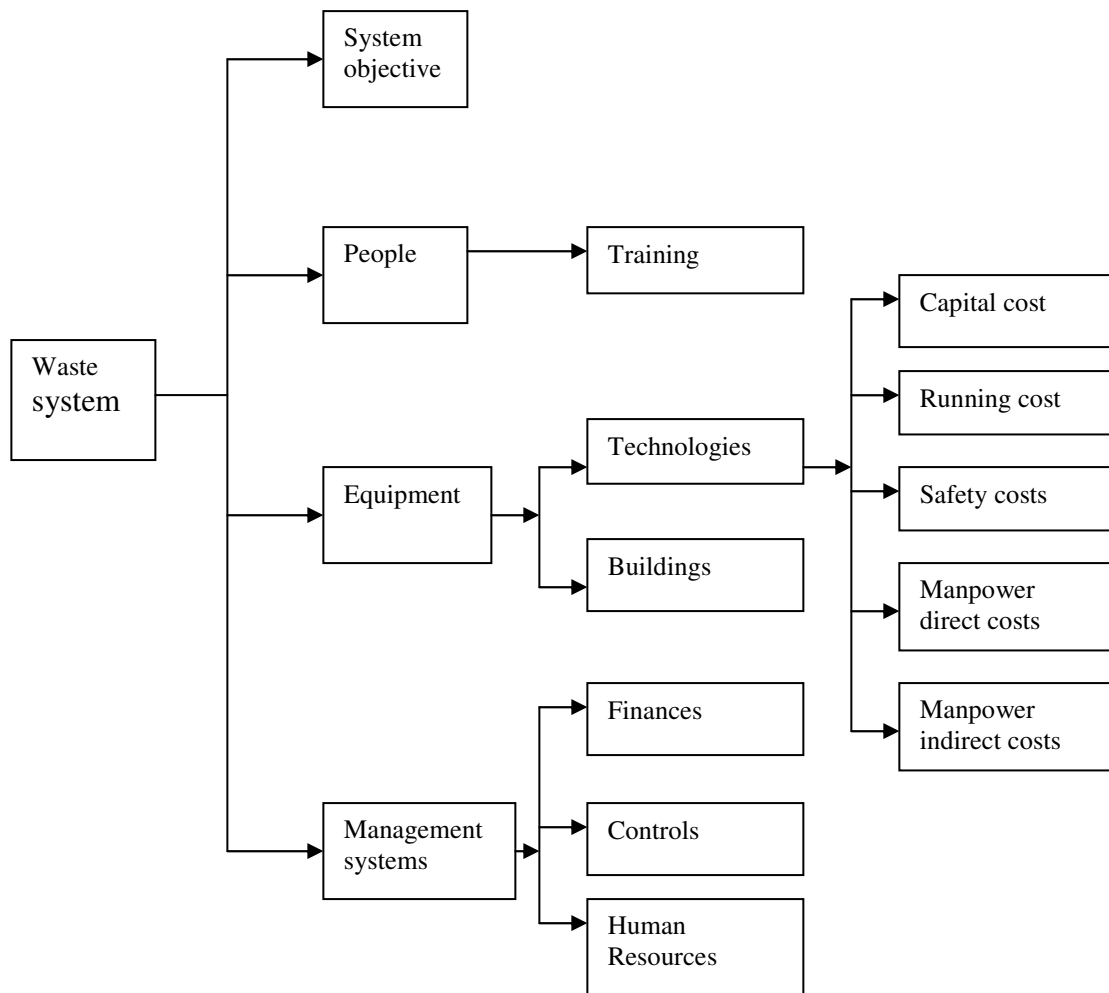 System
objective
People
Training
Capital cost
Waste
system
Running cost
Technologies
Equipment
Safety costs
Buildings
Manpower
direct costs
Finances
Manpower
indirect costs
Management
systems
Controls
Human
Resources